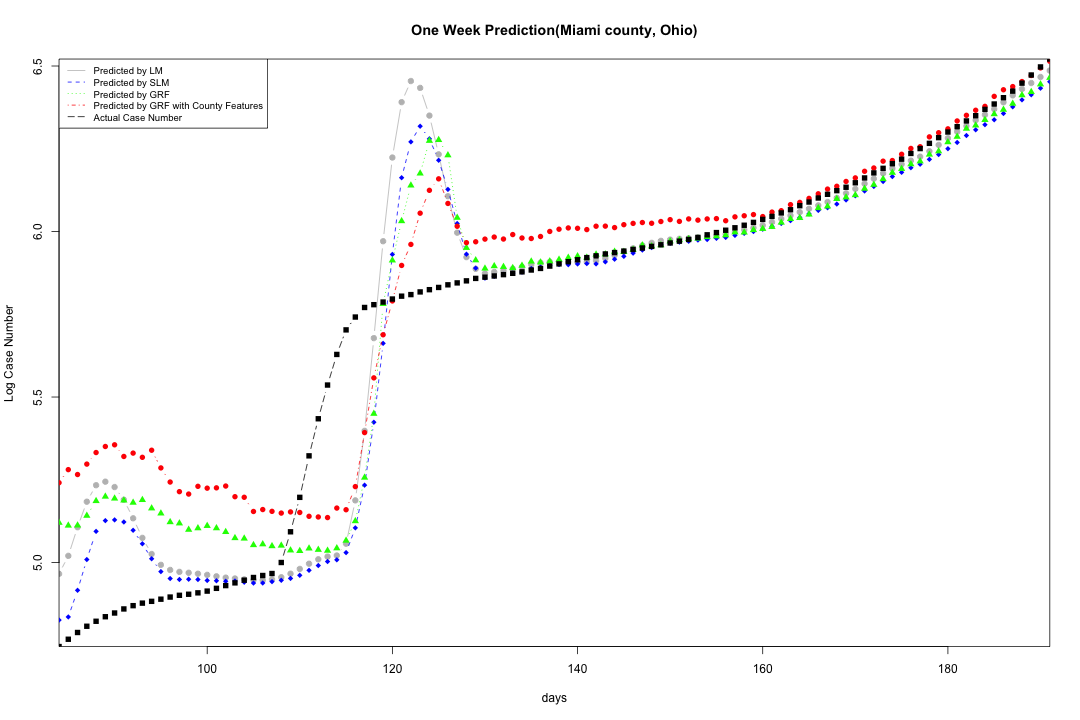 One Week Prediction(Miami county, Ohio)
Predicted by LM
Predicted by SLM
Predicted by GRF
Predicted by GRF with County Features
Actual Case Number
6.5
6.0
5.5
5.0
Log Case Number
100 120 140 160 180
days